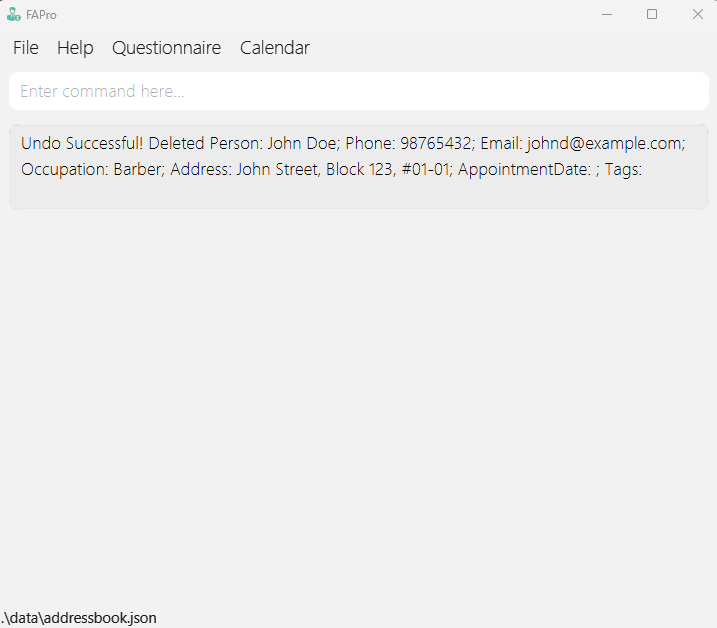 FAPro
File Help Questionnaire Calendar
Enter command here...
Undo Successful! Deleted Person: John Doe; Phone: 98765432; Email: johnd@example.com;
Occupation: Barber; Address: John Street, Block 123, #01-01; AppointmentDate: ; Tags:
.\data\addressbook.json